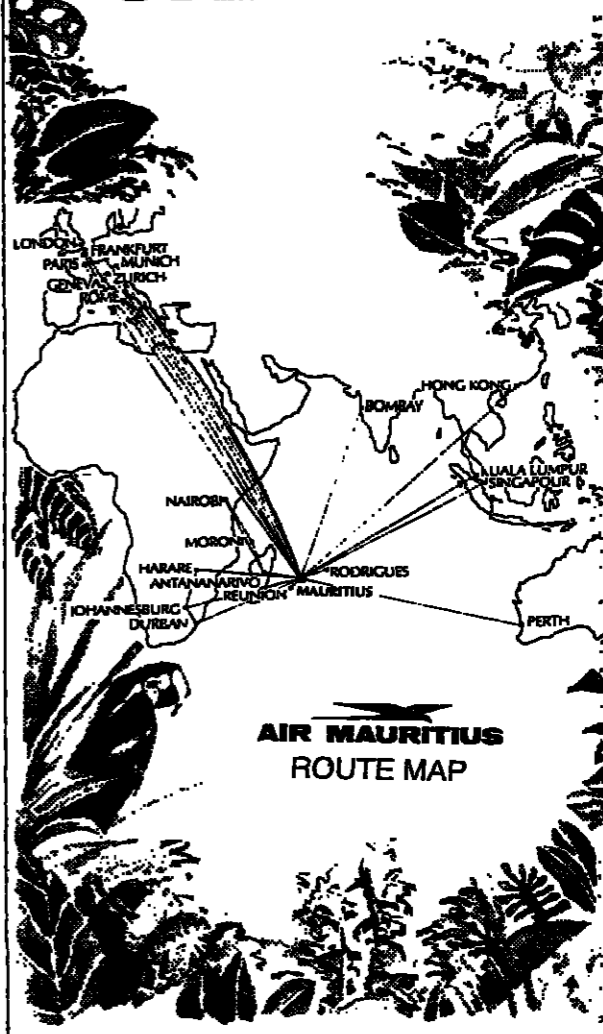 LONDON
FRANKFURT
PARIS
MUNICH
GENEVA
ZURICH
ROME
HONG KONG
BOMBAY
KUALA LUMPUR
SINGAPOUR
NAIROBI
MORONI
HARARE
RODRIGUES
ANTANANARIVO
REUNION
MAURITIUS
JOHANNESBURG
DURBAN
PERTH
AIR MAURITIUS
ROUTE MAP